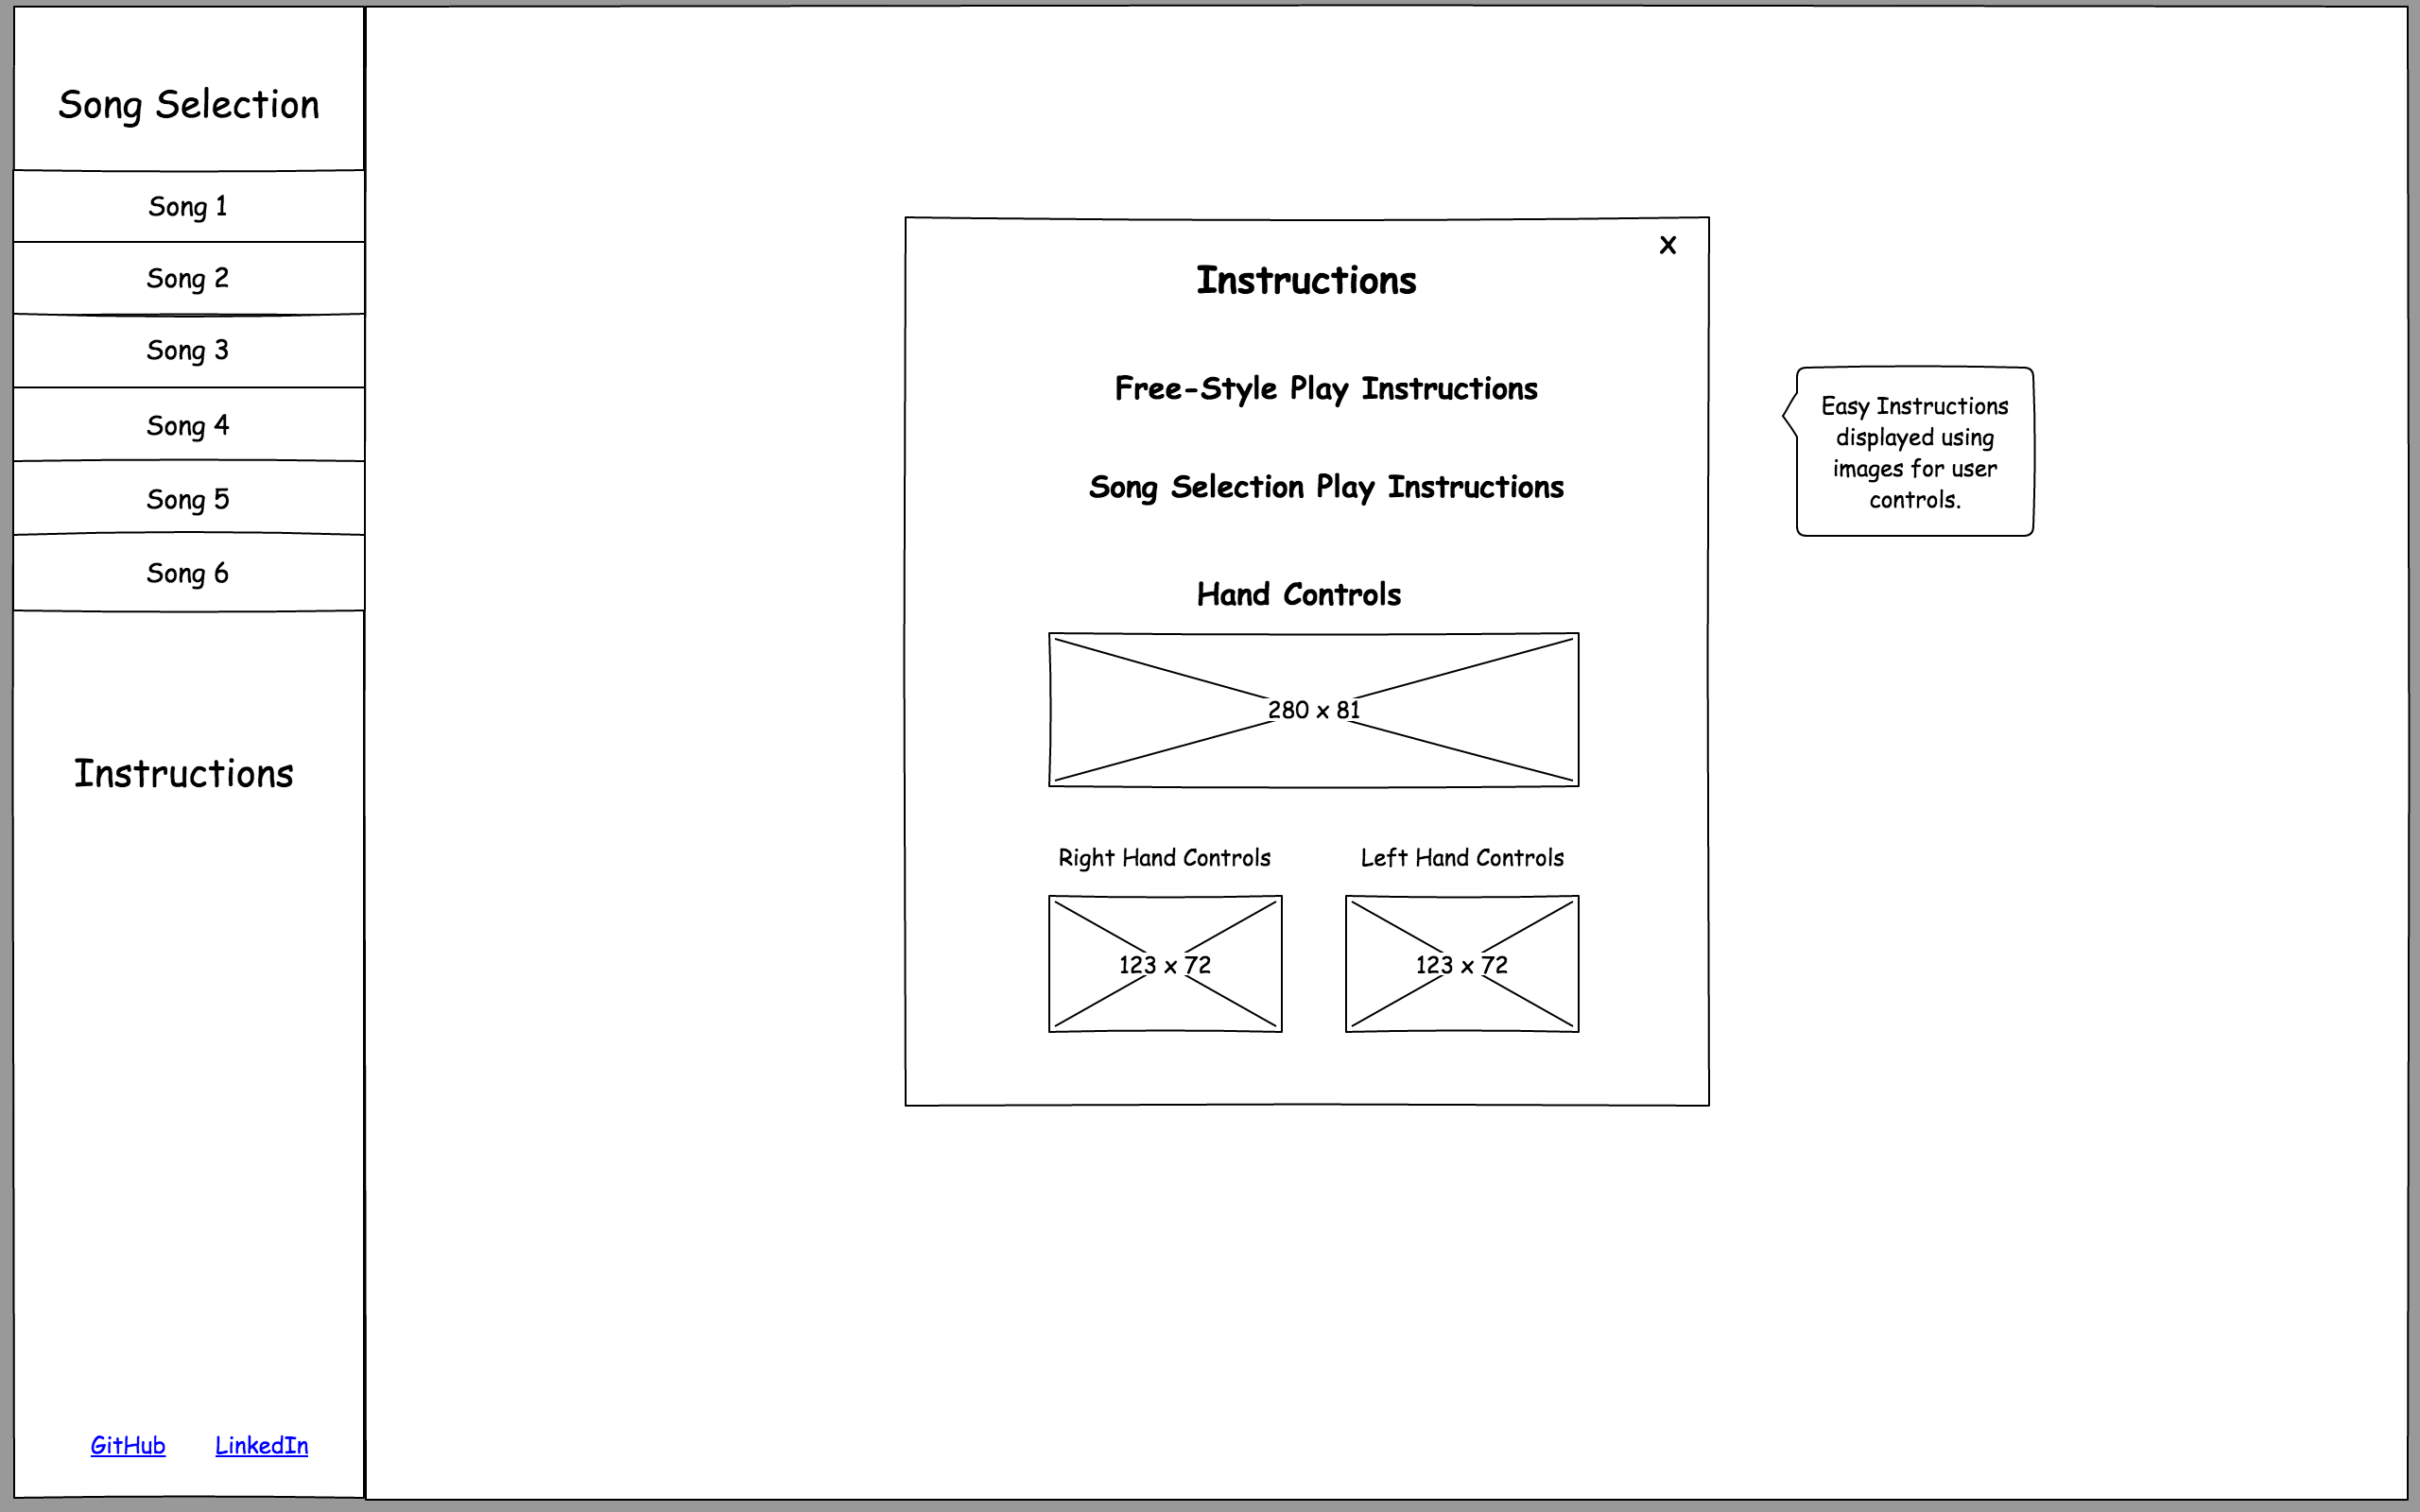 Song Selection
Song 1
Song 2
Song 3
Song 4
Song 5
Song 6
Instructions
GitHub LinkedIn
X
Instructions
Free-Style Play Instructions
Song Selection Play Instructions
Hand Controls
280 x 81
Right Hand Controls Left Hand Controls
123 x 72 123 x 72
Easy Instructions
displayed using
images for user
controls.